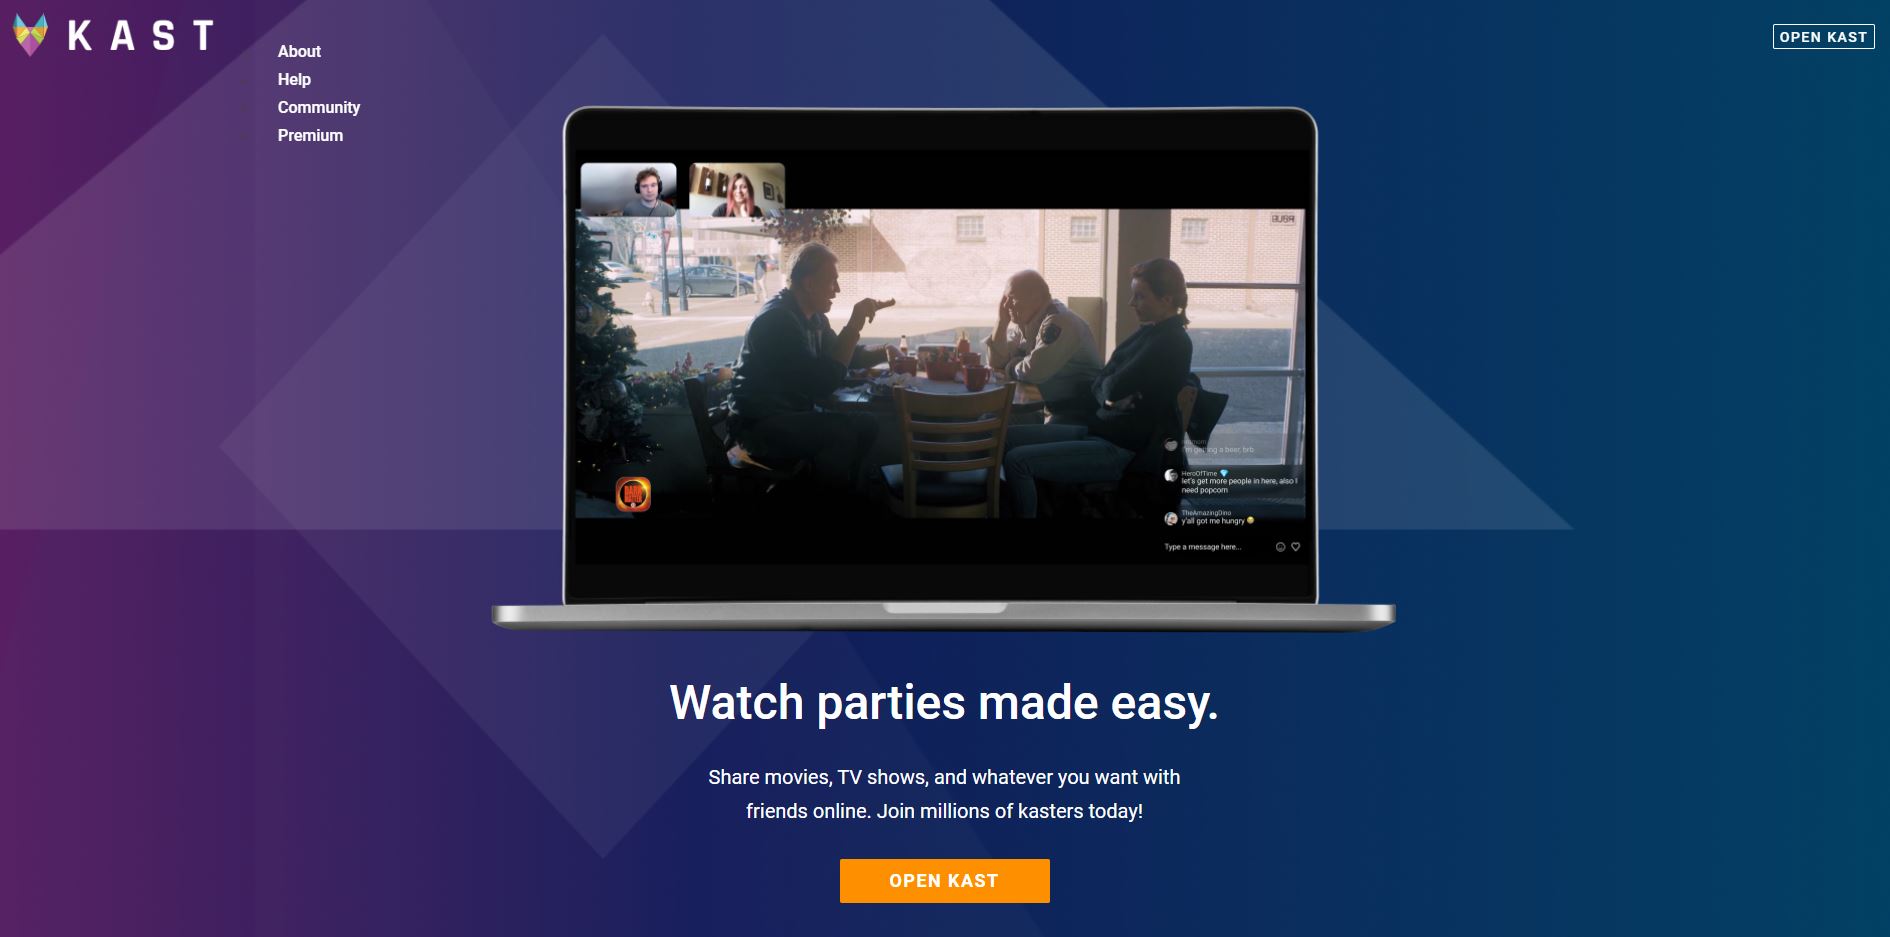 KAST
About
Help
Community
Premium
OPEN KAST
I'm getting a beer, brb
HeroOfTime
let's get more people in here, also I
need popcorn
TheAmazingDino
y'all got me hungry
Type a message here...
Watch parties made easy.
Share movies, TV shows, and whatever you want with
friends online. Join millions of kasters today!
OPEN KAST